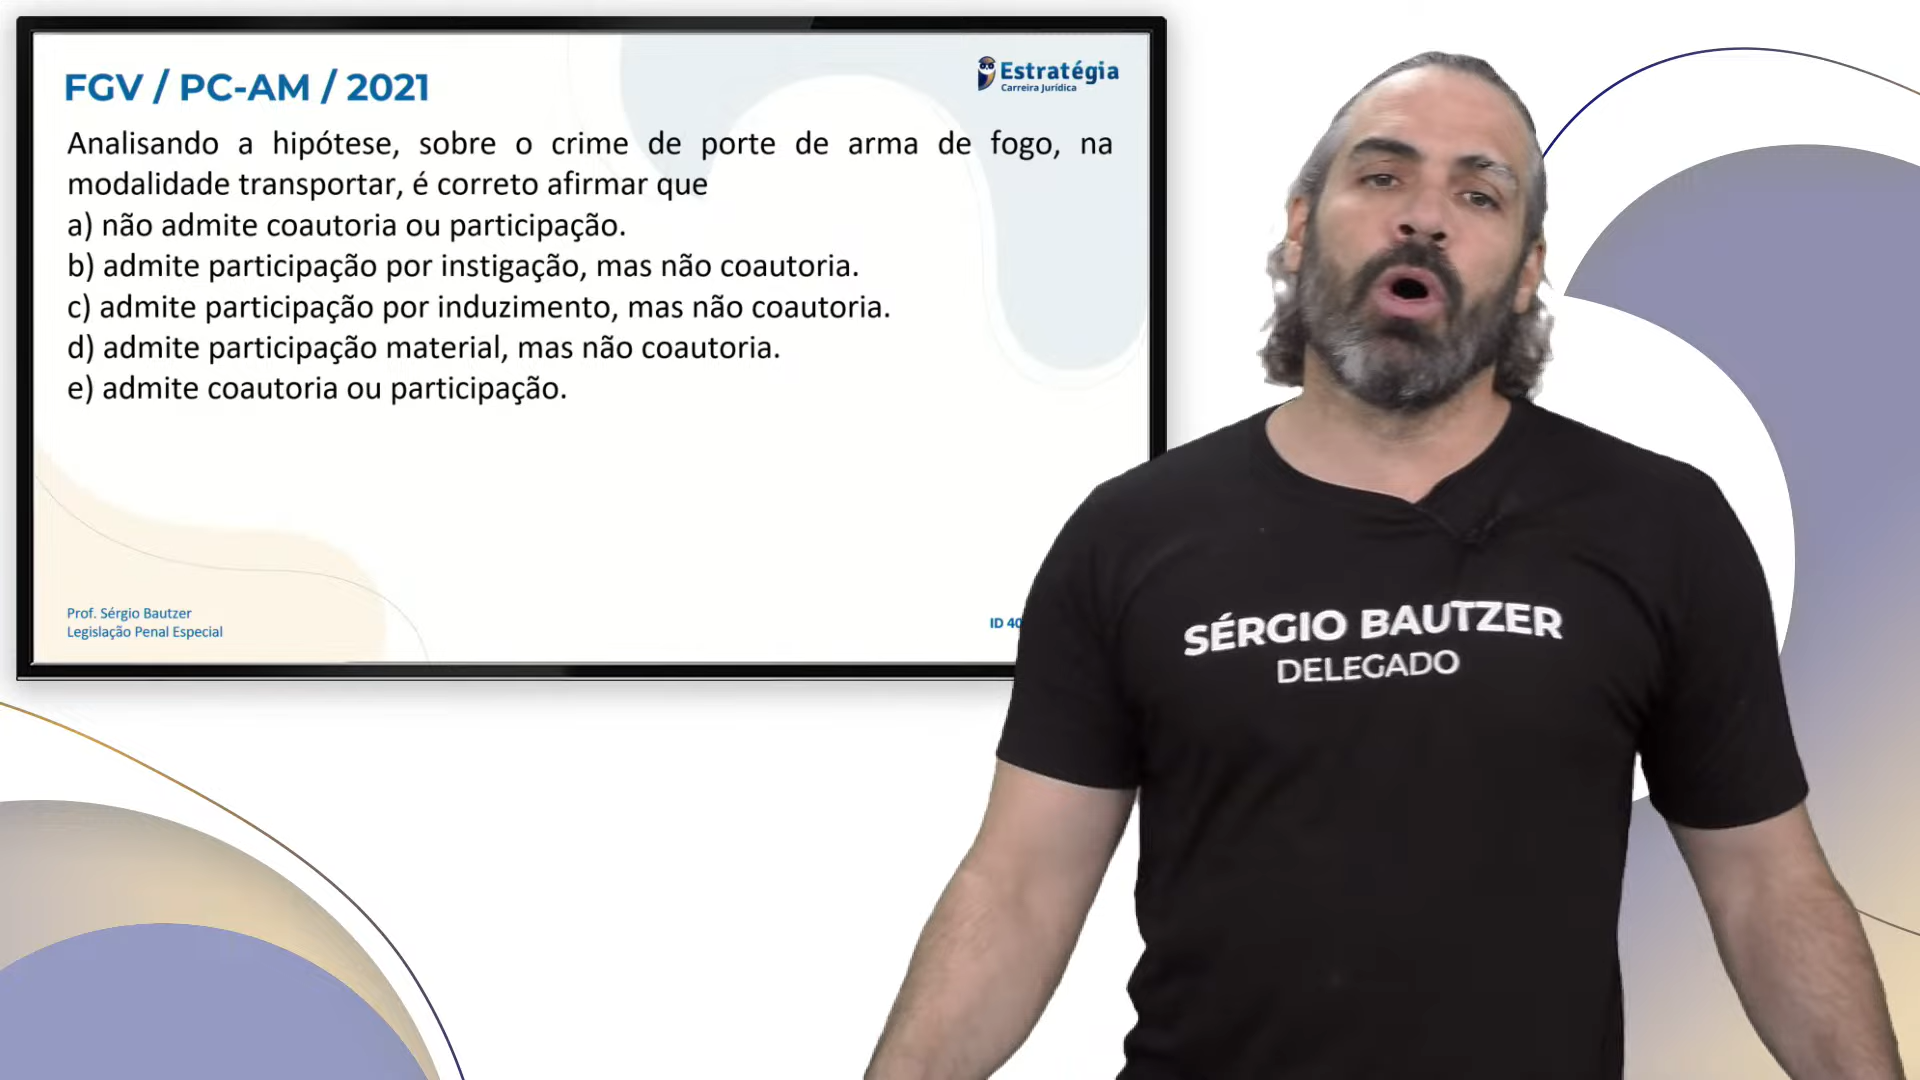 FGV / PC-AM / 2021
Estratégia
Carreira Jurídica
Analisando a hipótese, sobre o crime de porte de arma de fogo, na
modalidade transportar, é correto afirmar que
a) não admite coautoria ou participação.
b) admite participação por instigação, mas não coautoria.
c) admite participação por induzimento, mas não coautoria.
d) admite participação material, mas não coautoria.
e) admite coautoria ou participação.
Prof. Sérgio Bautzer
Legislação Penal Especial
ID 40
SÉRGIO BAUTZER
DELEGADO